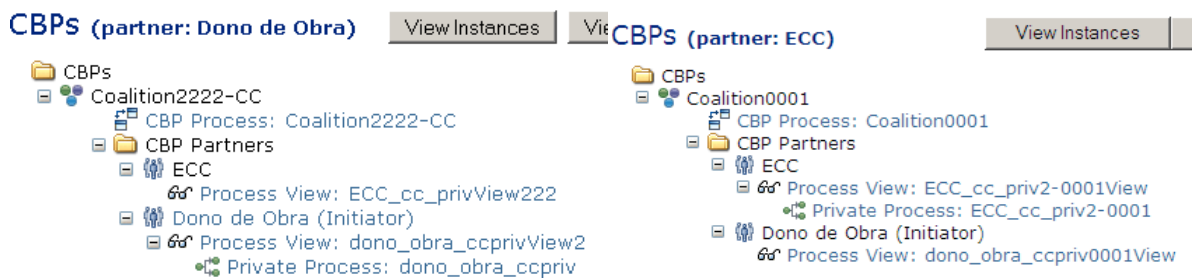 CBPs (partner: Dono de Obra)
View Instances
Vie
CBPs
Coalition2222-CC
CBP Process: Coalition2222-CC
CBP Partners
ECC
Process View: ECC_cc_privView222
Dono de Obra (Initiator)
Process View: dono_obra_ccprivView2
Private Process: dono_obra_ccpriv
CBPs (partner: ECC)
View Instances
CBPs
Coalition0001
CBP Process: Coalition0001
CBP Partners
ECC
Process View: ECC_cc_priv2-0001View
Private Process: ECC_cc_priv2-0001
Dono de Obra (Initiator)
Process View: dono_obra_ccpriv0001View